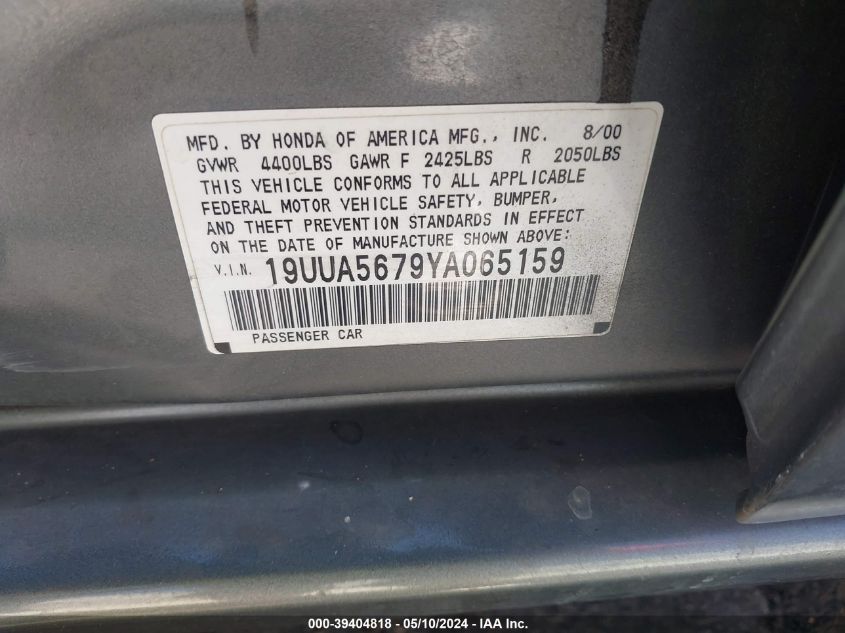 MFD. BY HONDA OF AMERICA MFG., INC. 8/00
GVWR 4400LBS GAWR F 2425LBS R 2050LBS
THIS VEHICLE CONFORMS TO ALL APPLICABLE
FEDERAL MOTOR VEHICLE SAFETY, BUMPER,
AND THEFT PREVENTION STANDARDS IN EFFECT
ON THE DATE OF MANUFACTURE SHOWN ABOVE:
V.I.N. 19UUA5679YA065159
PASSENGER CAR
000-39404818 - 05/10/2024 - IAA Inc.